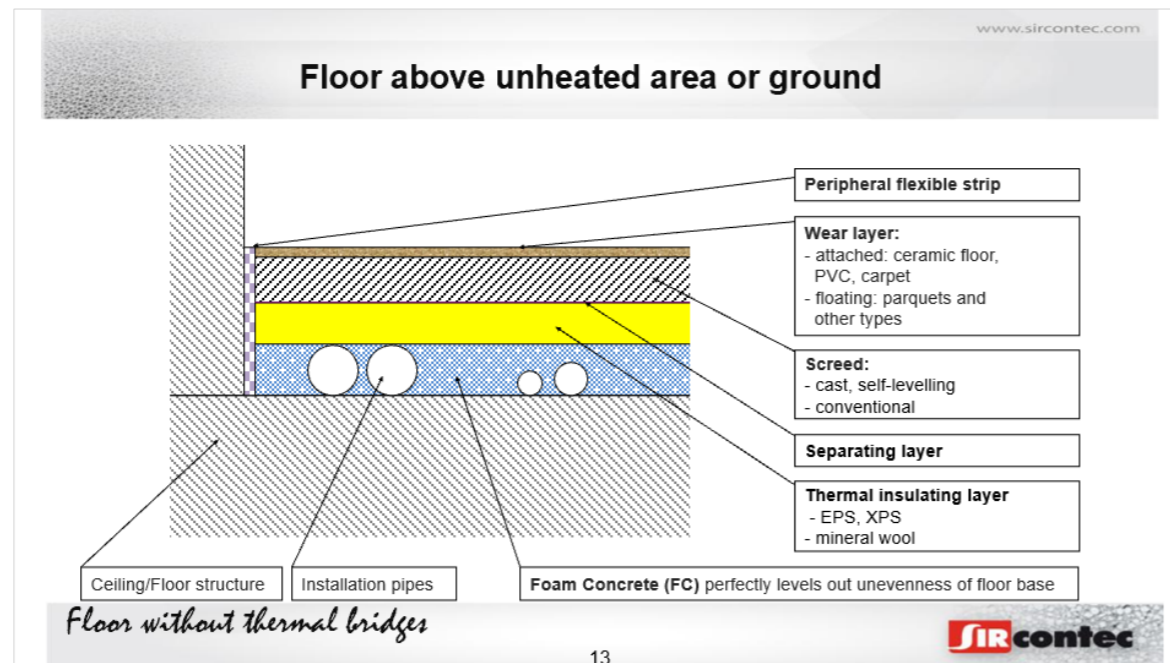 www.sircontec.com
Floor above unheated area or ground
Peripheral flexible strip
Wear layer:
- attached: ceramic floor,
PVC, carpet
- floating: parquets and
other types
Screed:
- cast, self-levelling
- conventional
Separating layer
Thermal insulating layer
- EPS, XPS
- mineral wool
Ceiling/Floor structure
Installation pipes
Foam Concrete (FC) perfectly levels out unevenness of floor base
Floor without thermal bridges
SIRcontec
13